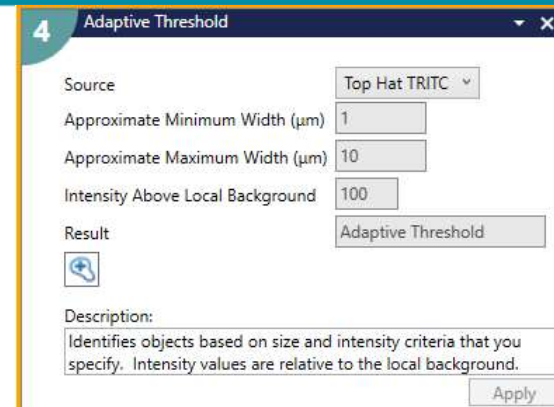 4
Adaptive Threshold
Source Top Hat TRITC
Approximate Minimum Width (µm) 1
Approximate Maximum Width (µm) 10
Intensity Above Local Background 100
Result Adaptive Threshold
Description:
Identifies objects based on size and intensity criteria that you
specify. Intensity values are relative to the local background.
Apply